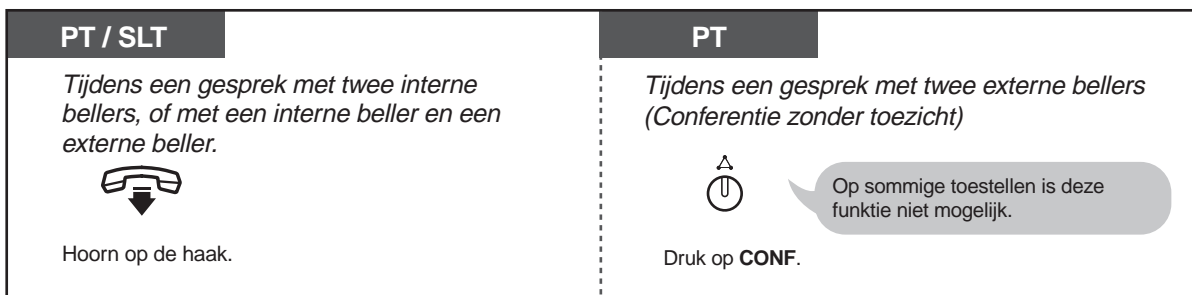 PT / SLT
Tijdens een gesprek met twee interne
bellers, of met een interne beller en een
externe beller.
Hoorn op de haak.
PT
Tijdens een gesprek met twee externe bellers
(Conferentie zonder toezicht)
Op sommige toestellen is deze
funktie niet mogelijk.
Druk op CONF.